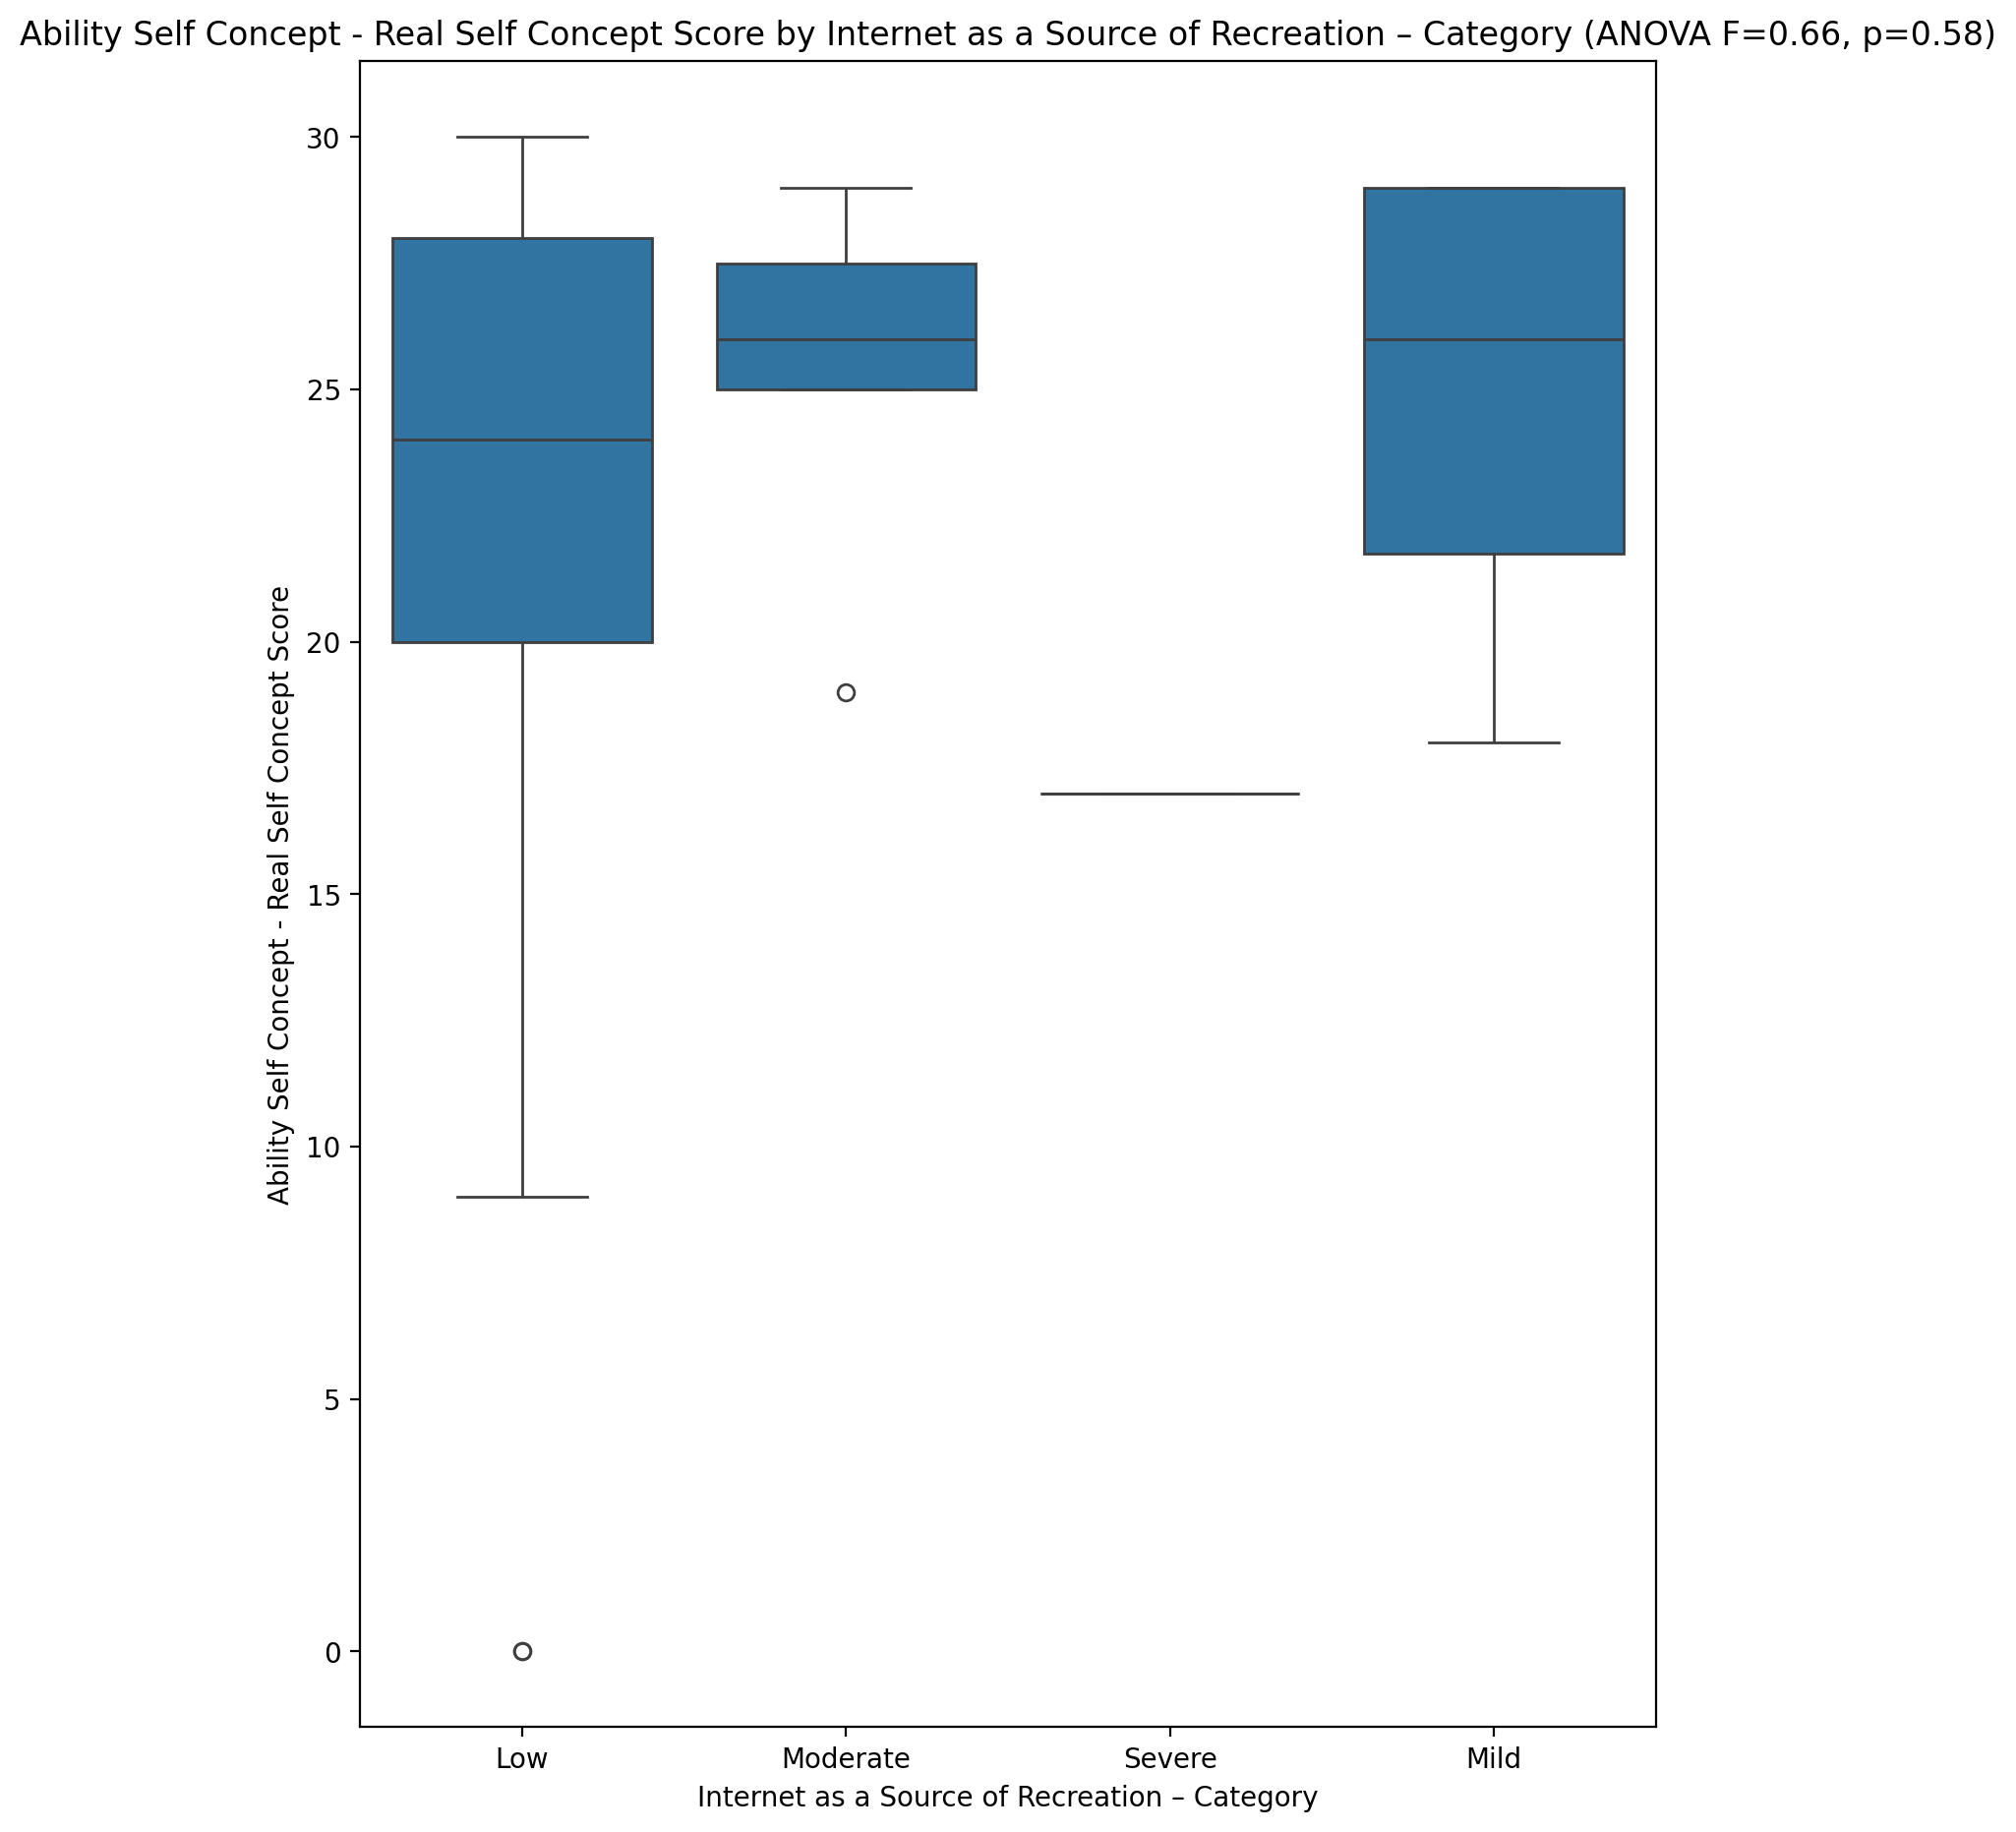 Ability Self Concept - Real Self Concept Score by Internet as a Source of Recreation – Category (ANOVA F=0.66, p=0.58)
Ability Self Concept - Real Self Concept Score
30
25
20
15
10
5
0
Low
Moderate
Severe
Mild
Internet as a Source of Recreation – Category